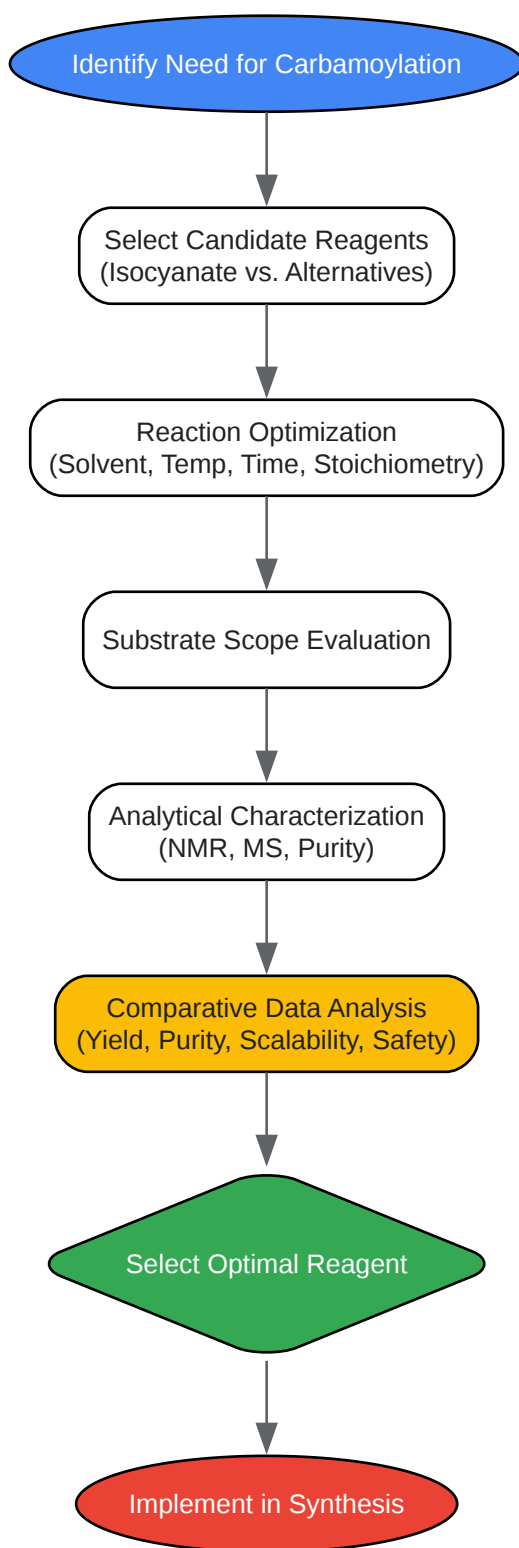 Identify Need for Carbamoylation
Select Candidate Reagents
(Isocyanate vs. Alternatives)
Reaction Optimization
(Solvent, Temp, Time, Stoichiometry)
Substrate Scope Evaluation
Analytical Characterization
(NMR, MS, Purity)
Comparative Data Analysis
(Yield, Purity, Scalability, Safety)
Select Optimal Reagent
Implement in Synthesis